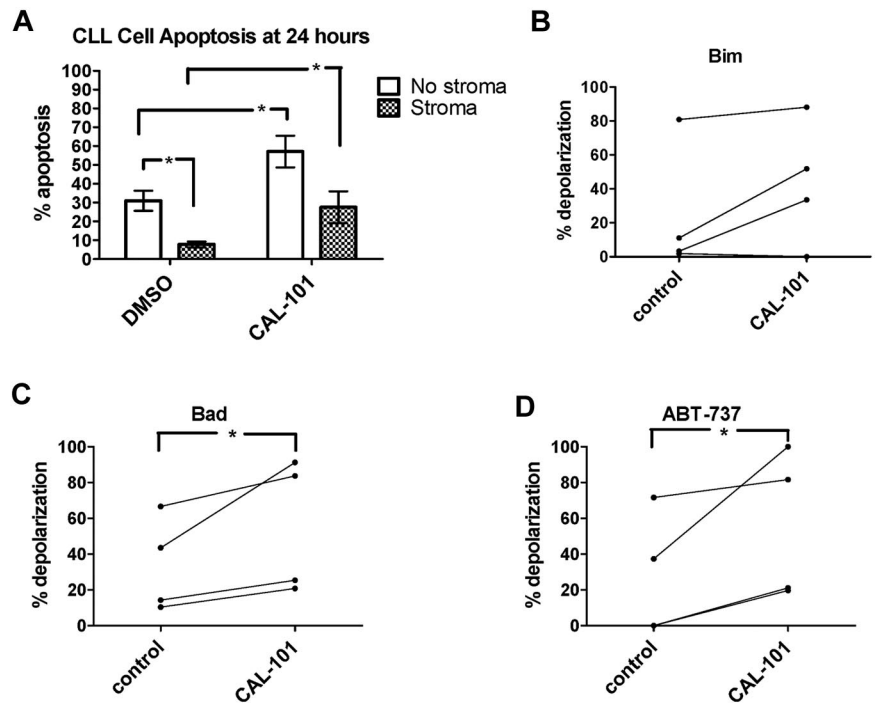 A
CLL Cell Apoptosis at 24 hours
% apoptosis
100
90
80
70
60
50
40
30
20
10
0
*
*
*
No stroma
Stroma
DMSO
CAL-101
B
Bim
% depolarization
100
80
60
40
20
0
control
CAL-101
C
Bad
*
% depolarization
100
80
60
40
20
0
control
CAL-101
D
ABT-737
*
% depolarization
100
80
60
40
20
0
control
CAL-101